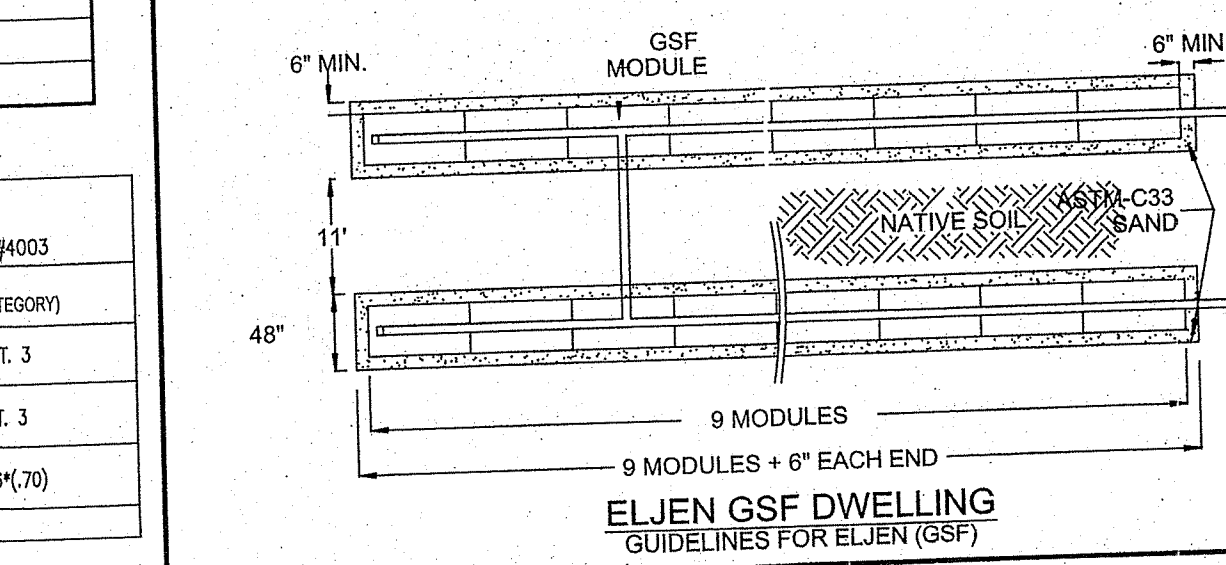 #4003
TEGORY)
T. 3
T. 3
*(.70)
6" MIN.
GSF
MODULE
6" MIN
11'
NATIVE SOIL
ASTM-C33
SAND
48"
9 MODULES
9 MODULES + 6" EACH END
ELJEN GSF DWELLING
GUIDELINES FOR ELJEN (GSF)